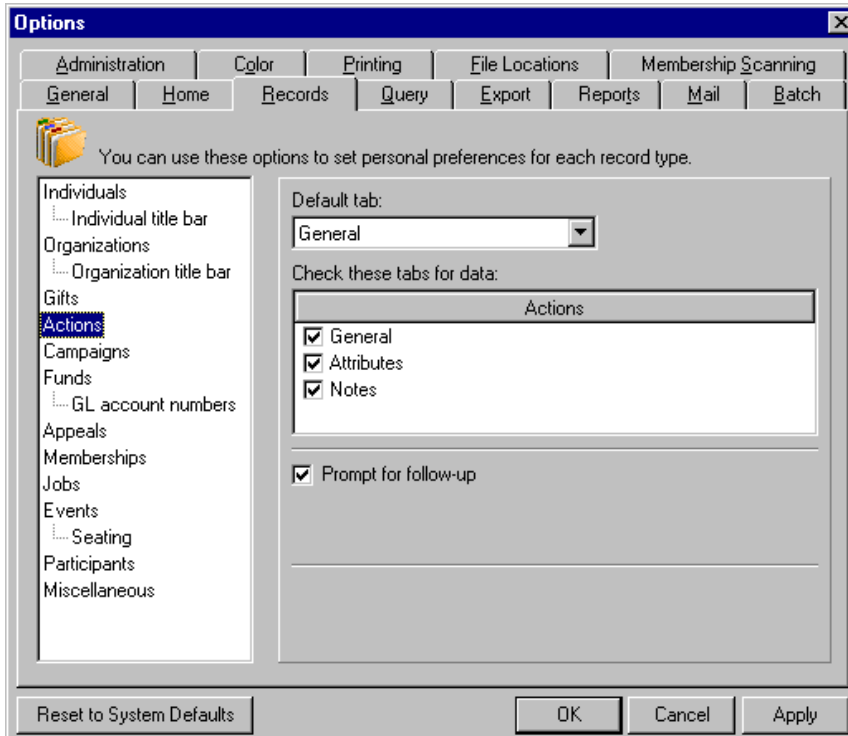 Options
Administration Color Printing File Locations Membership Scanning
General Home Records Query Export Reports Mail Batch
You can use these options to set personal preferences for each record type.
Individuals
Individual title bar
Organizations
Organization title bar
Gifts
Actions
Campaigns
Funds
GL account numbers
Appeals
Memberships
Jobs
Events
Seating
Participants
Miscellaneous
Default tab:
General
Check these tabs for data:
Actions
General
Attributes
Notes
Prompt for follow-up
Reset to System Defaults OK Cancel Apply